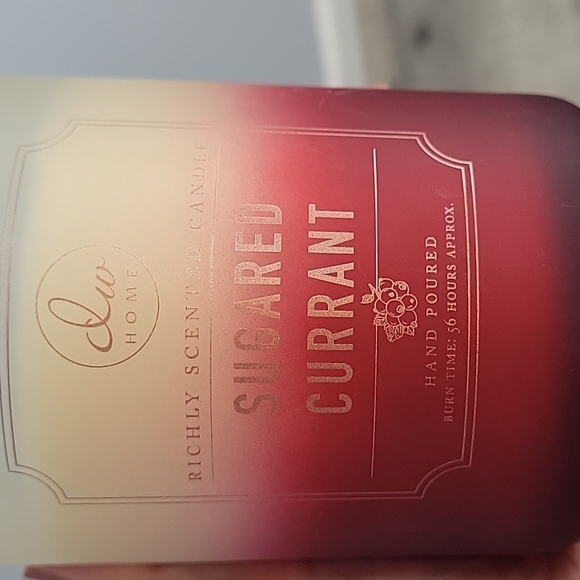 dw
HOME
RICHLY SCENTED CANDLE
SUGARED
CURRANT
HAND POURED
BURN TIME: 56 HOURS APPROX.